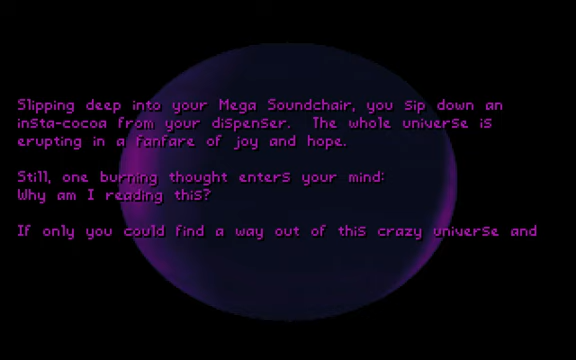 Slipping deep into your Mega Soundchair, you sip down an
insta-cocoa from your dispenser.  The whole universe is
erupting in a fanfare of joy and hope.
Still, one burning thought enters your mind:
Why am I reading this?
If only you could find a way out of this crazy universe and